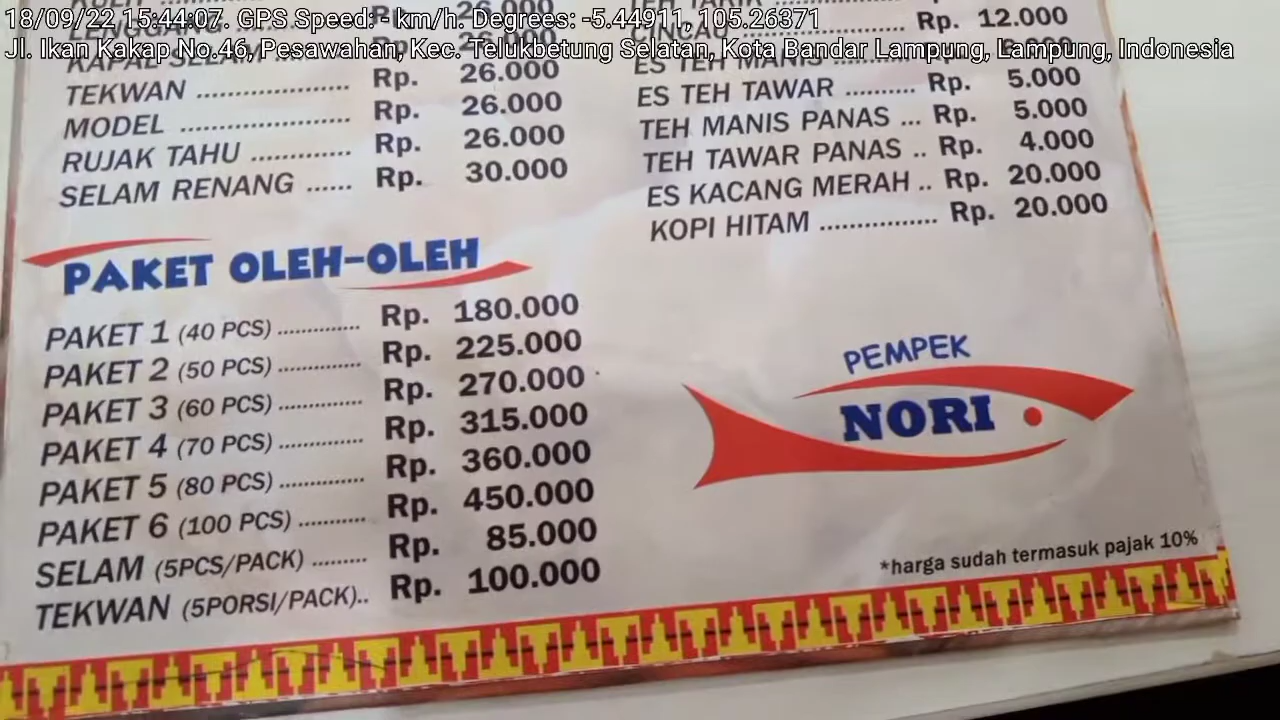 18/09/22 15:44:07. GPS Speed: - km/h. Degrees: -5.44911, 105.26371
Jl. Ikan Kakap No.46, Pesawahan, Kec. Telukbetung Selatan, Kota Bandar Lampung, Lampung, Indonesia
LENGGANG
KAPAL SELAM
TEKWAN .................... Rp. 26.000
MODEL ...................... Rp. 26.000
RUJAK TAHU ............. Rp. 26.000
SELAM RENANG ...... Rp. 30.000
CINCAU ........................ Rp. 12.000
ES TEH MANIS
ES TEH TAWAR .......... Rp. 5.000
TEH MANIS PANAS ... Rp. 5.000
TEH TAWAR PANAS .. Rp. 4.000
ES KACANG MERAH .. Rp. 20.000
KOPI HITAM ................ Rp. 20.000
PAKET OLEH-OLEH
PAKET 1 (40 PCS) ............. Rp. 180.000
PAKET 2 (50 PCS) ............. Rp. 225.000
PAKET 3 (60 PCS) ............. Rp. 270.000
PAKET 4 (70 PCS) ............. Rp. 315.000
PAKET 5 (80 PCS) ............. Rp. 360.000
PAKET 6 (100 PCS) .......... Rp. 450.000
SELAM (5PCS/PACK) ........ Rp. 85.000
TEKWAN (5PORSI/PACK).. Rp. 100.000
PEMPEK
NORI
*harga sudah termasuk pajak 10%